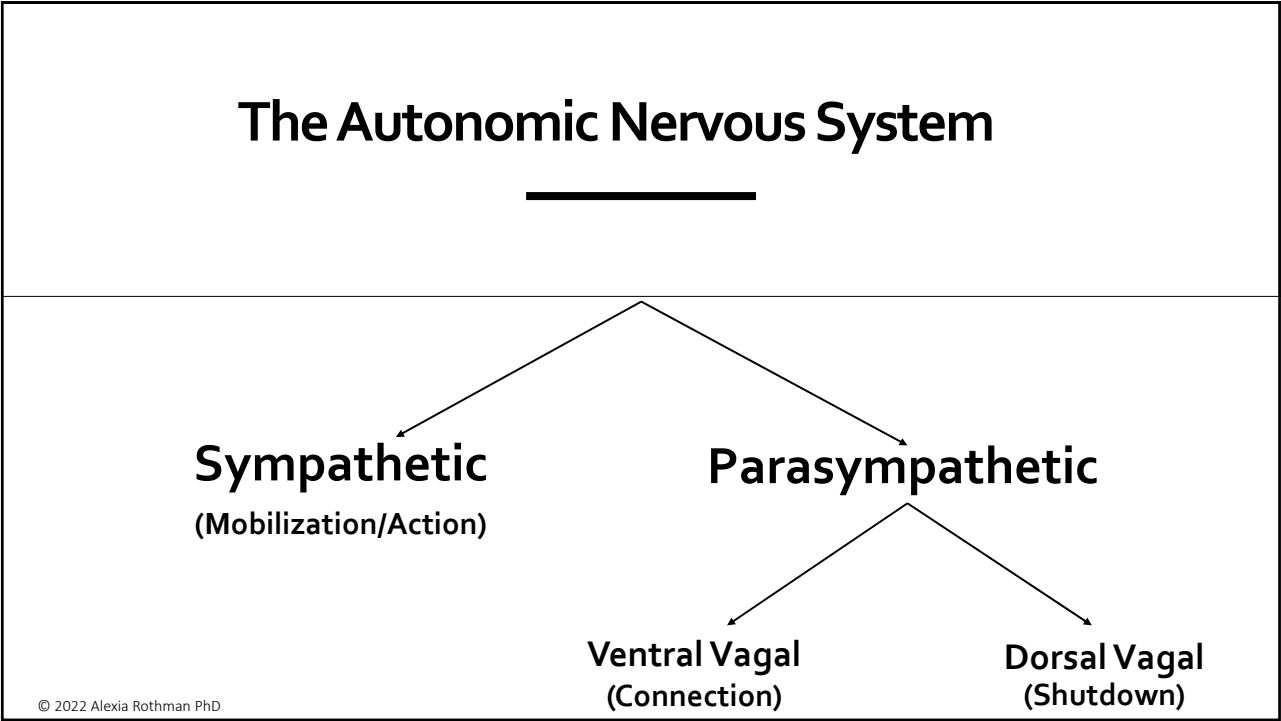 The Autonomic Nervous System
Sympathetic
(Mobilization/Action)
Parasympathetic
Ventral Vagal
(Connection)
Dorsal Vagal
(Shutdown)
© 2022 Alexia Rothman PhD